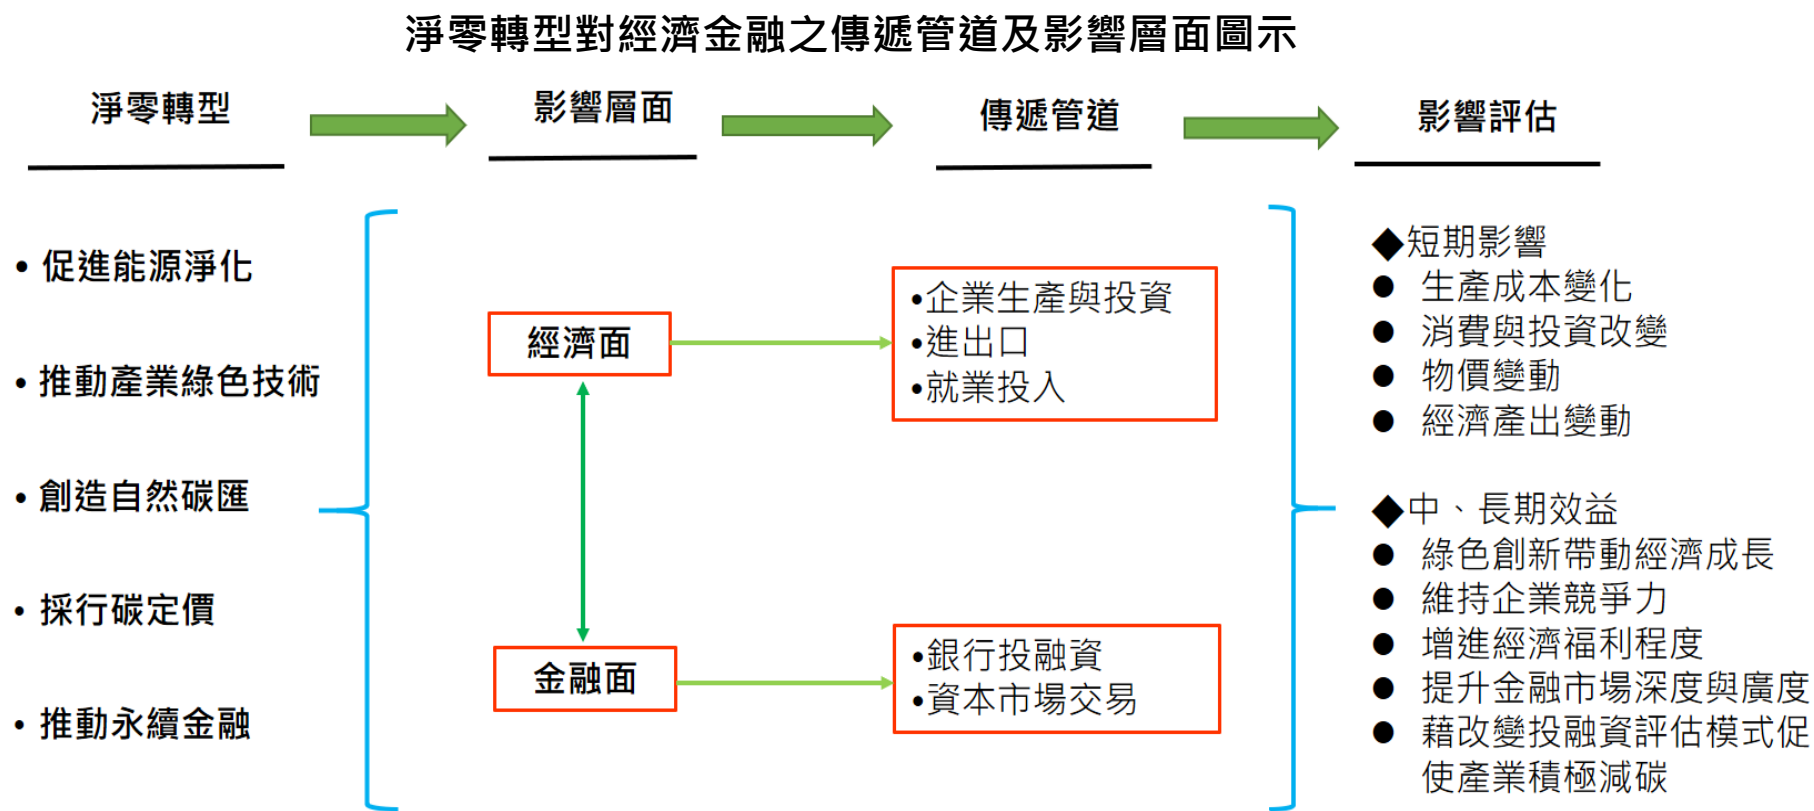 淨零轉型對經濟金融之傳遞管道及影響層面圖示
淨零轉型
影響層面
傳遞管道
影響評估
• 促進能源淨化
• 推動產業綠色技術
• 創造自然碳匯
• 採行碳定價
• 推動永續金融
經濟面
金融面
•企業生產與投資
•進出口
•就業投入
•銀行投融資
•資本市場交易
◆短期影響
● 生產成本變化
● 消費與投資改變
● 物價變動
● 經濟產出變動
◆中、長期效益
● 綠色創新帶動經濟成長
● 維持企業競爭力
● 增進經濟福利程度
● 提升金融市場深度與廣度
● 藉改變投融資評估模式促
使產業積極減碳